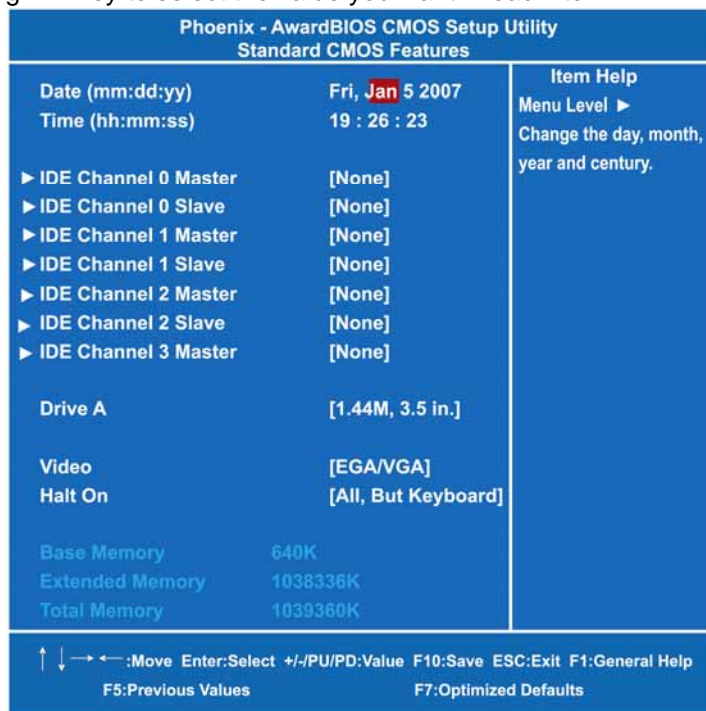 Phoenix - AwardBIOS CMOS Setup Utility
Standard CMOS Features
Date (mm:dd:yy) Fri, Jan 5 2007
Time (hh:mm:ss) 19 : 26 : 23
► IDE Channel 0 Master [None]
► IDE Channel 0 Slave [None]
► IDE Channel 1 Master [None]
► IDE Channel 1 Slave [None]
► IDE Channel 2 Master [None]
► IDE Channel 2 Slave [None]
► IDE Channel 3 Master [None]
Drive A [1.44M, 3.5 in.]
Video [EGA/VGA]
Halt On [All, But Keyboard]
Base Memory 640K
Extended Memory 1038336K
Total Memory 1039360K
Item Help
Menu Level ►
Change the day, month,
year and century.
↑ ↓ → ← :Move Enter:Select +/-/PU/PD:Value F10:Save ESC:Exit F1:General Help
F5:Previous Values F7:Optimized Defaults